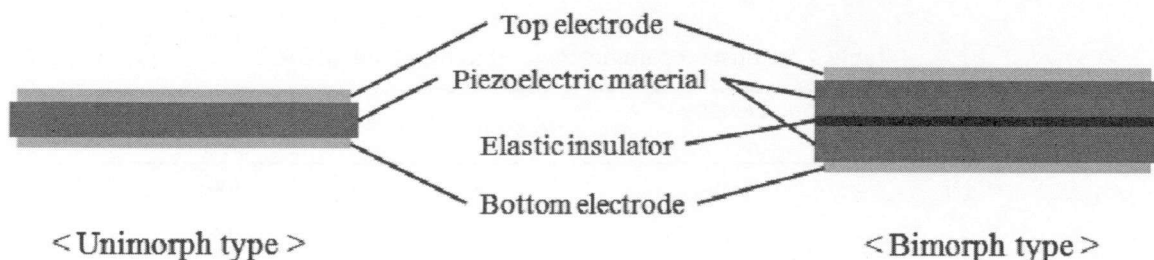 Top electrode
Piezoelectric material
Elastic insulator
Bottom electrode
< Unimorph type >
< Bimorph type >